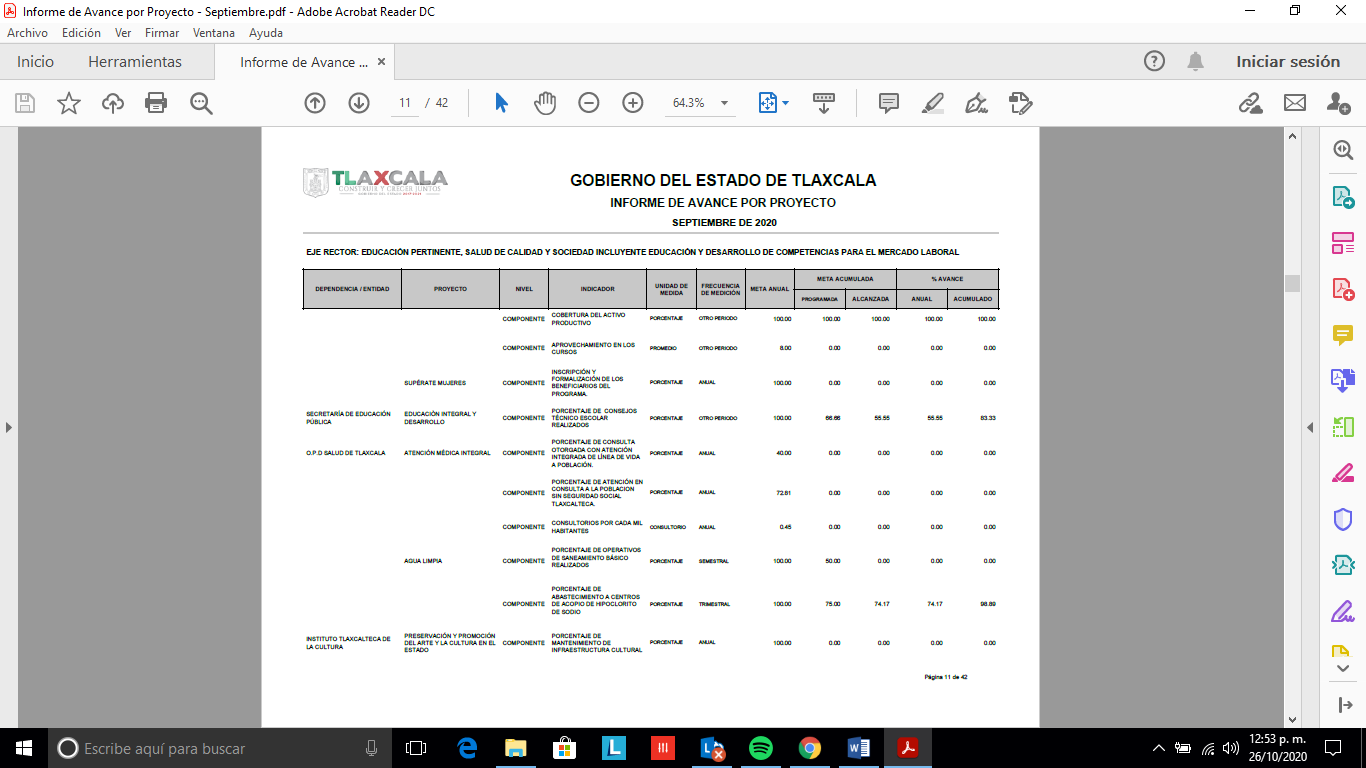 Informe de Avance por Proyecto - Septiembre.pdf - Adobe Acrobat Reader DC
Archivo Edición Ver Firmar Ventana Ayuda
Inicio Herramientas Informe de Avance ... × Iniciar sesión
11 / 42 64.3%
TLAXCALA
CONSTRUIR Y CRECER JUNTOS
GOBIERNO DEL ESTADO DE TLAXCALA
INFORME DE AVANCE POR PROYECTO
SEPTIEMBRE DE 2020
EJE RECTOR: EDUCACIÓN PERTINENTE, SALUD DE CALIDAD Y SOCIEDAD INCLUYENTE EDUCACIÓN Y DESARROLLO DE COMPETENCIAS PARA EL MERCADO LABORAL
DEPENDENCIA / ENTIDAD PROYECTO NIVEL INDICADOR UNIDAD DE MEDIDA FRECUENCIA DE MEDICIÓN META ANUAL META ACUMULADA % AVANCE
PROGRAMADA ALCANZADA ANUAL ACUMULADO
COMPONENTE COBERTURA DEL ACTIVO PRODUCTIVO PORCENTAJE OTRO PERIODO 100.00 100.00 100.00 100.00 100.00
COMPONENTE APROVECHAMIENTO EN LOS CURSOS PROMEDIO OTRO PERIODO 8.00 0.00 0.00 0.00 0.00
SUPÉRATE MUJERES COMPONENTE INSCRIPCIÓN Y FORMALIZACIÓN DE LOS BENEFICIARIOS DEL PROGRAMA. PORCENTAJE ANUAL 100.00 0.00 0.00 0.00 0.00
SECRETARÍA DE EDUCACIÓN PÚBLICA EDUCACIÓN INTEGRAL Y DESARROLLO COMPONENTE PORCENTAJE DE CONSEJOS TÉCNICO ESCOLAR REALIZADOS PORCENTAJE OTRO PERIODO 100.00 66.66 55.55 55.55 83.33
O.P.D SALUD DE TLAXCALA ATENCIÓN MÉDICA INTEGRAL COMPONENTE PORCENTAJE DE CONSULTA OTORGADA CON ATENCIÓN INTEGRADA DE LÍNEA DE VIDA A POBLACIÓN. PORCENTAJE ANUAL 40.00 0.00 0.00 0.00 0.00
COMPONENTE PORCENTAJE DE ATENCIÓN EN CONSULTA A LA POBLACION SIN SEGURIDAD SOCIAL TLAXCALTECA. PORCENTAJE ANUAL 72.81 0.00 0.00 0.00 0.00
COMPONENTE CONSULTORIOS POR CADA MIL HABITANTES CONSULTORIO ANUAL 0.45 0.00 0.00 0.00 0.00
AGUA LIMPIA COMPONENTE PORCENTAJE DE OPERATIVOS DE SANEAMIENTO BÁSICO REALIZADOS PORCENTAJE SEMESTRAL 100.00 50.00 0.00 0.00 0.00
COMPONENTE PORCENTAJE DE ABASTECIMIENTO A CENTROS DE ACOPIO DE HIPOCLORITO DE SODIO PORCENTAJE TRIMESTRAL 100.00 75.00 74.17 74.17 98.89
INSTITUTO TLAXCALTECA DE LA CULTURA PRESERVACIÓN Y PROMOCIÓN DEL ARTE Y LA CULTURA EN EL ESTADO COMPONENTE PORCENTAJE DE MANTENIMIENTO DE INFRAESTRUCTURA CULTURAL PORCENTAJE ANUAL 100.00 0.00 0.00 0.00 0.00
Página 11 de 42
Escribe aquí para buscar
12:53 p. m.
26/10/2020